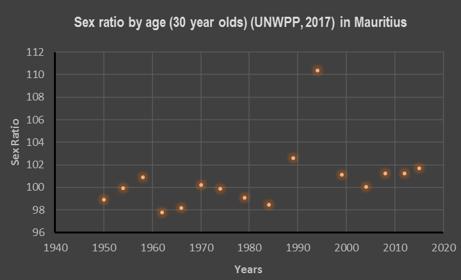 Sex ratio by age (30 year olds) (UNWPP, 2017) in Mauritius
112
110
108
106
104
102
100
98
96
Sex Ratio
1940 1950 1960 1970 1980 1990 2000 2010 2020
Years